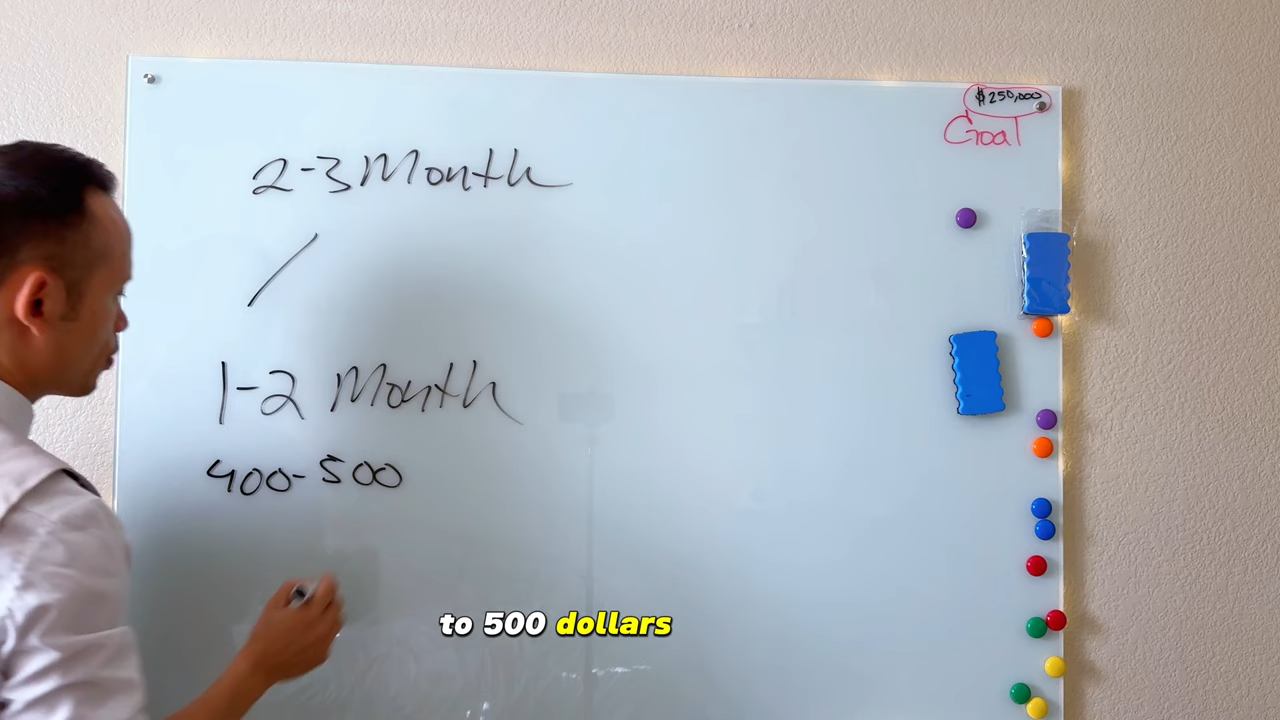 $250,000
Goal
2-3 Month
/
1-2 Month
400-500
to 500 dollars